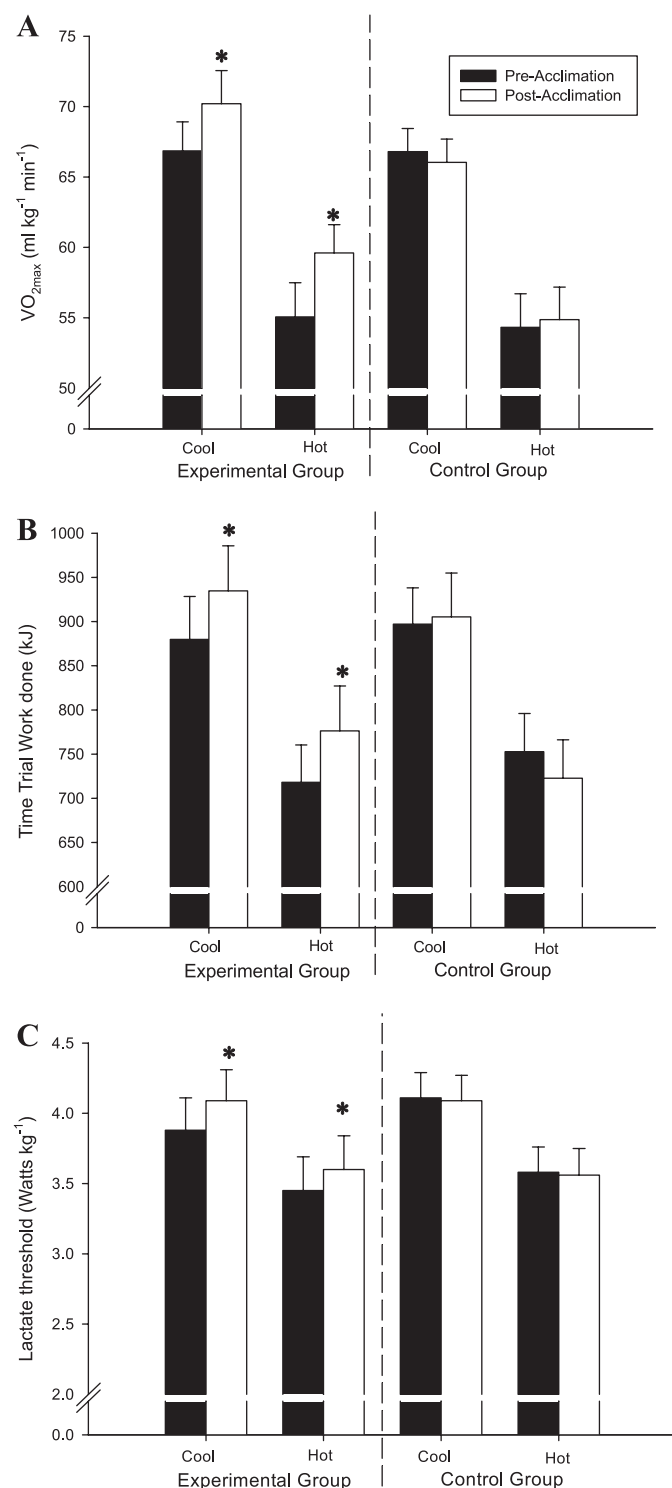 A
75
70
65
60
55
50
0
VO2max (ml kg-1 min-1)
Pre-Acclimation
Post-Acclimation
*
*
Cool
Hot
Cool
Hot
Experimental Group
Control Group
B
1000
950
900
850
800
750
700
650
600
0
Time Trial Work done (kJ)
*
*
Cool
Hot
Cool
Hot
Experimental Group
Control Group
C
4.5
4.0
3.5
3.0
2.5
2.0
0.0
Lactate threshold (Watts kg-1)
*
*
Cool
Hot
Cool
Hot
Experimental Group
Control Group